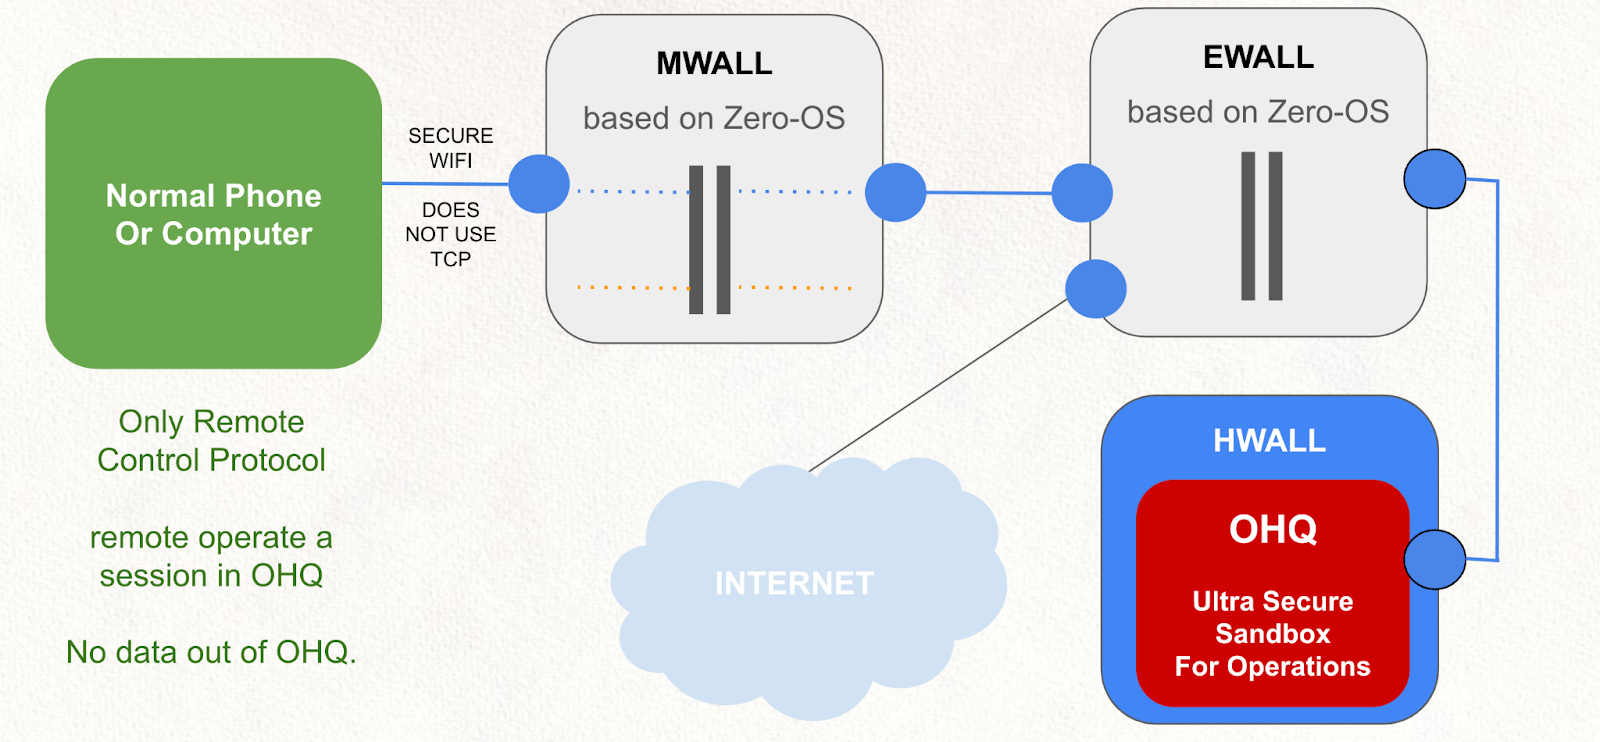 Normal Phone
Or Computer
SECURE
WIFI
DOES
NOT USE
TCP
MWALL
based on Zero-OS
EWALL
based on Zero-OS
Only Remote
Control Protocol
remote operate a
session in OHQ
No data out of OHQ.
INTERNET
HWALL
OHQ
Ultra Secure
Sandbox
For Operations